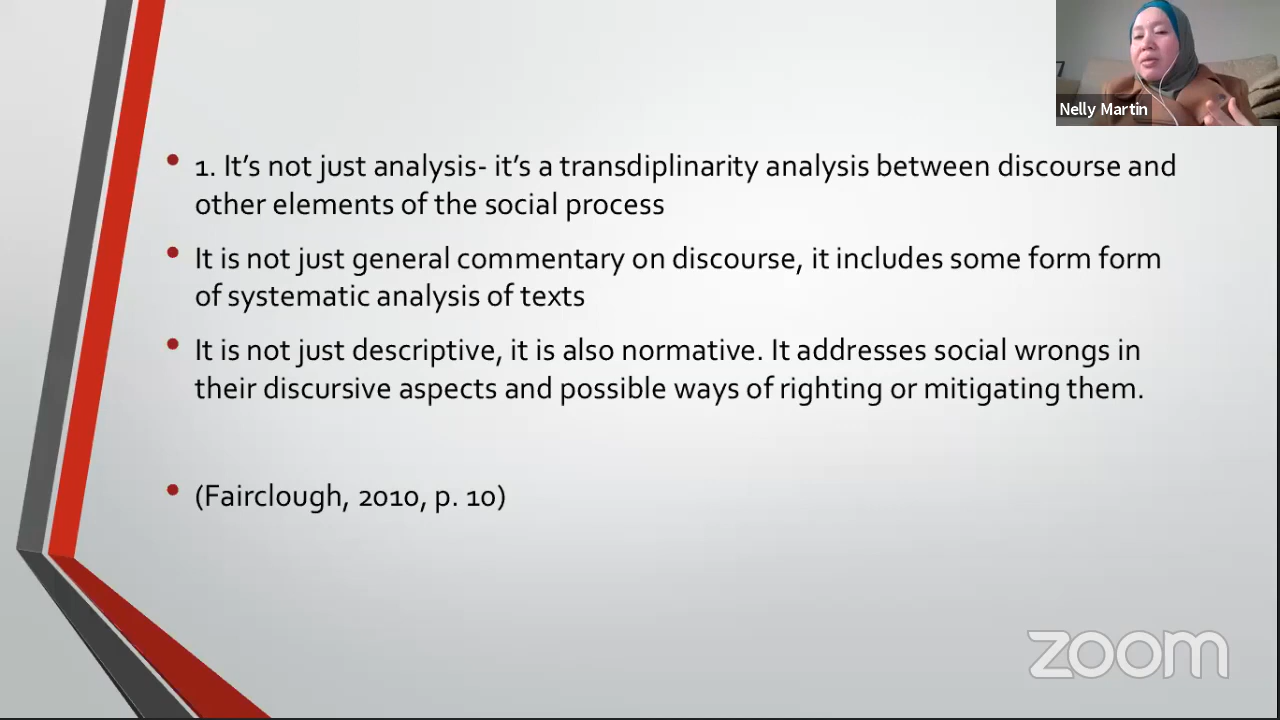 Nelly Martin
• 1. It’s not just analysis- it’s a transdiplinarity analysis between discourse and
other elements of the social process
• It is not just general commentary on discourse, it includes some form form
of systematic analysis of texts
• It is not just descriptive, it is also normative. It addresses social wrongs in
their discursive aspects and possible ways of righting or mitigating them.
• (Fairclough, 2010, p. 10)
zoom